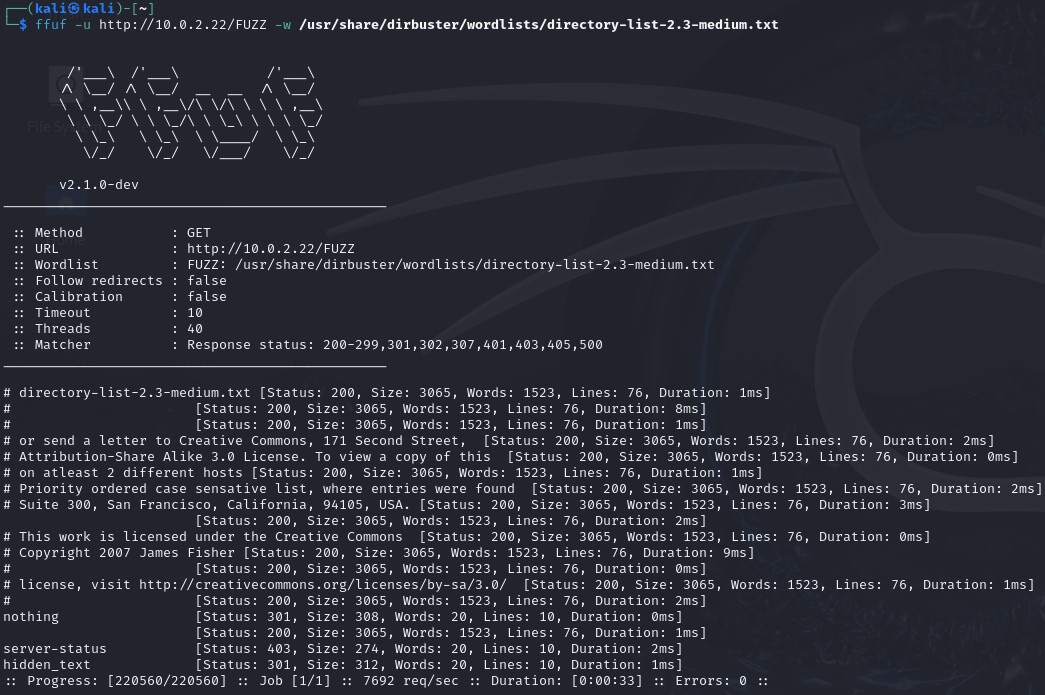 ┌──(kali㉿kali)-[~]
└─$ ffuf -u http://10.0.2.22/FUZZ -w /usr/share/dirbuster/wordlists/directory-list-2.3-medium.txt
        /'___\  /'___\           /'___\
       /\ \__/ /\ \__/  __  __  /\ \__/
       \ \ ,__\\ \ ,__\/\ \/\ \ \ \ ,__\
        \ \ \_/ \ \ \_/\ \ \_\ \ \ \ \_/
         \ \_\   \ \_\  \ \____/  \ \_\
          \/_/    \/_/   \/___/    \/_/
       v2.1.0-dev
________________________________________________
 :: Method           : GET
 :: URL              : http://10.0.2.22/FUZZ
 :: Wordlist         : FUZZ: /usr/share/dirbuster/wordlists/directory-list-2.3-medium.txt
 :: Follow redirects : false
 :: Calibration      : false
 :: Timeout          : 10
 :: Threads          : 40
 :: Matcher          : Response status: 200-299,301,302,307,401,403,405,500
________________________________________________
# directory-list-2.3-medium.txt [Status: 200, Size: 3065, Words: 1523, Lines: 76, Duration: 1ms]
#                       [Status: 200, Size: 3065, Words: 1523, Lines: 76, Duration: 8ms]
#                       [Status: 200, Size: 3065, Words: 1523, Lines: 76, Duration: 1ms]
# or send a letter to Creative Commons, 171 Second Street,  [Status: 200, Size: 3065, Words: 1523, Lines: 76, Duration: 2ms]
# Attribution-Share Alike 3.0 License. To view a copy of this  [Status: 200, Size: 3065, Words: 1523, Lines: 76, Duration: 0ms]
# on atleast 2 different hosts [Status: 200, Size: 3065, Words: 1523, Lines: 76, Duration: 1ms]
# Priority ordered case sensative list, where entries were found  [Status: 200, Size: 3065, Words: 1523, Lines: 76, Duration: 2ms]
# Suite 300, San Francisco, California, 94105, USA. [Status: 200, Size: 3065, Words: 1523, Lines: 76, Duration: 3ms]
                        [Status: 200, Size: 3065, Words: 1523, Lines: 76, Duration: 2ms]
# This work is licensed under the Creative Commons  [Status: 200, Size: 3065, Words: 1523, Lines: 76, Duration: 0ms]
# Copyright 2007 James Fisher [Status: 200, Size: 3065, Words: 1523, Lines: 76, Duration: 9ms]
#                       [Status: 200, Size: 3065, Words: 1523, Lines: 76, Duration: 0ms]
# license, visit http://creativecommons.org/licenses/by-sa/3.0/  [Status: 200, Size: 3065, Words: 1523, Lines: 76, Duration: 1ms]
#                       [Status: 200, Size: 3065, Words: 1523, Lines: 76, Duration: 2ms]
nothing                 [Status: 301, Size: 308, Words: 20, Lines: 10, Duration: 0ms]
                        [Status: 200, Size: 3065, Words: 1523, Lines: 76, Duration: 1ms]
server-status           [Status: 403, Size: 274, Words: 20, Lines: 10, Duration: 2ms]
hidden_text             [Status: 301, Size: 312, Words: 20, Lines: 10, Duration: 1ms]
:: Progress: [220560/220560] :: Job [1/1] :: 7692 req/sec :: Duration: [0:00:33] :: Errors: 0 ::